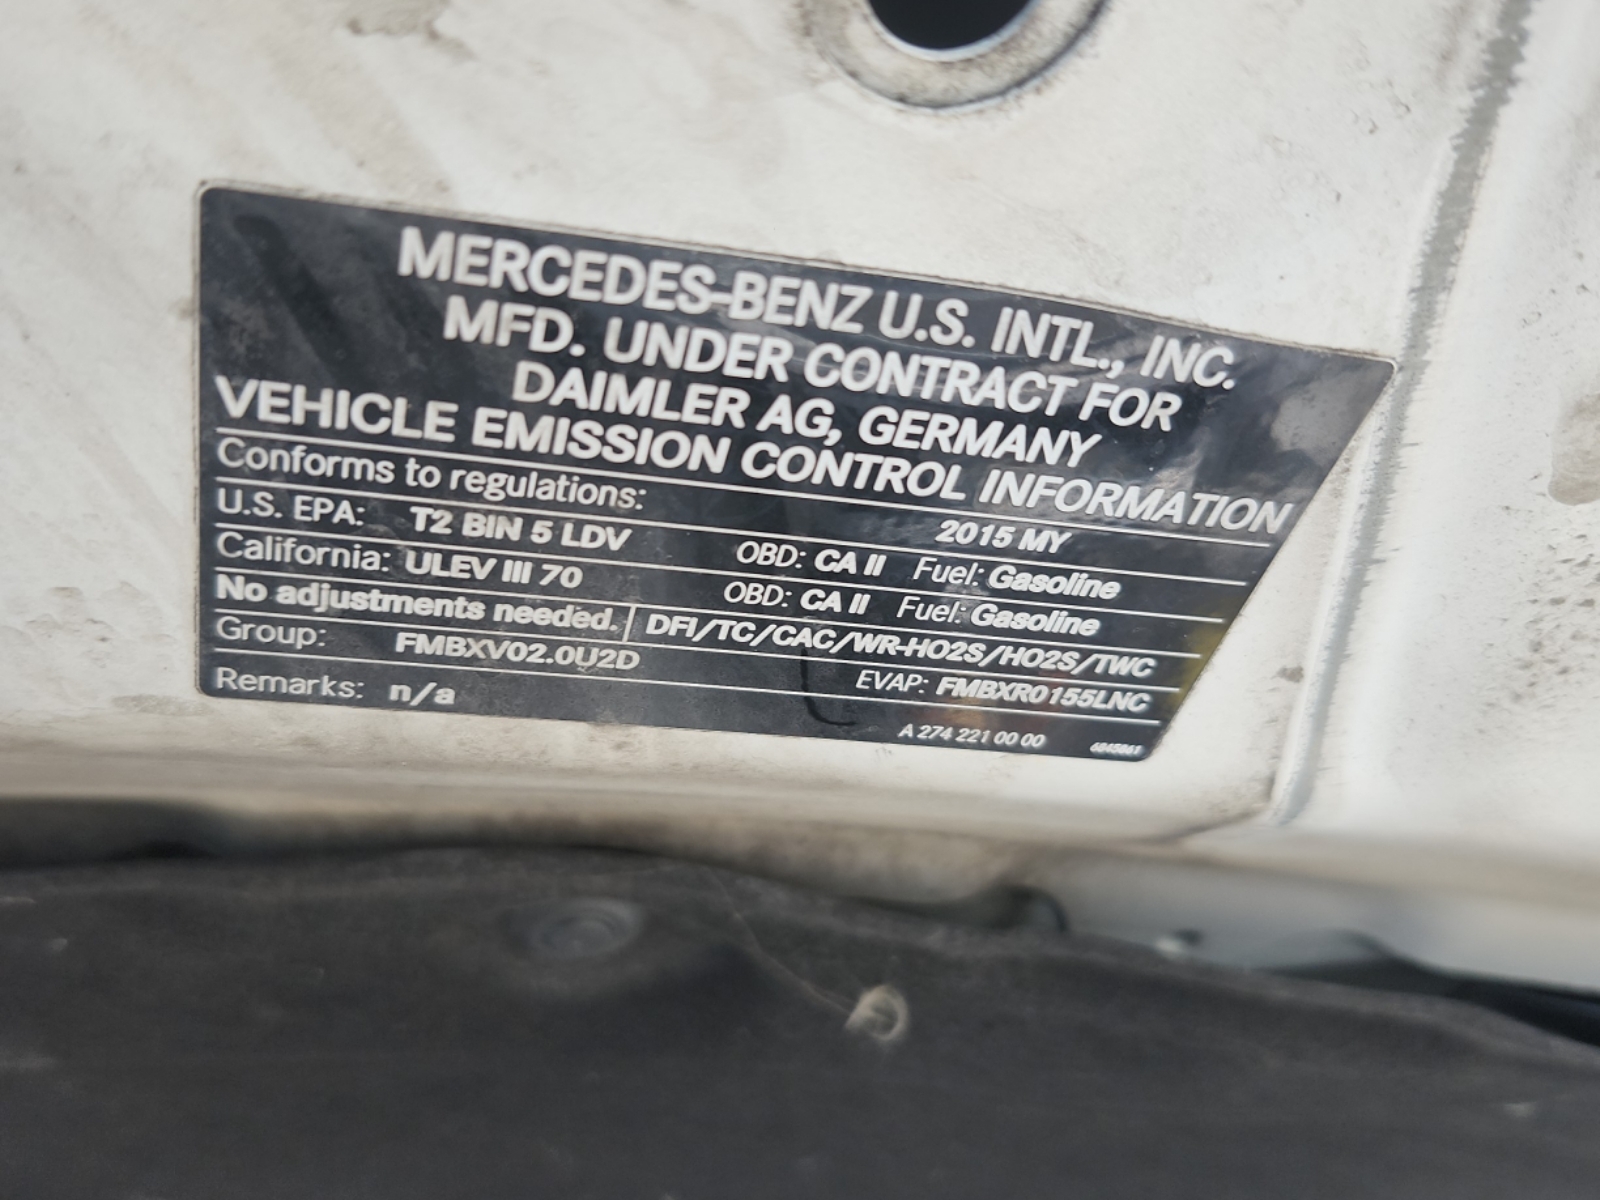 MERCEDES-BENZ U.S. INTL., INC.
MFD. UNDER CONTRACT FOR
DAIMLER AG, GERMANY
VEHICLE EMISSION CONTROL INFORMATION
Conforms to regulations: 2015 MY
U.S. EPA: T2 BIN 5 LDV OBD: CA II Fuel: Gasoline
California: ULEV III 70 OBD: CA II Fuel: Gasoline
No adjustments needed. DFI/TC/CAC/WR-HO2S/HO2S/TWC
Group: FMBXV02.0U2D EVAP: FMBXR0155LNC
Remarks: n/a
A 274 221 00 00